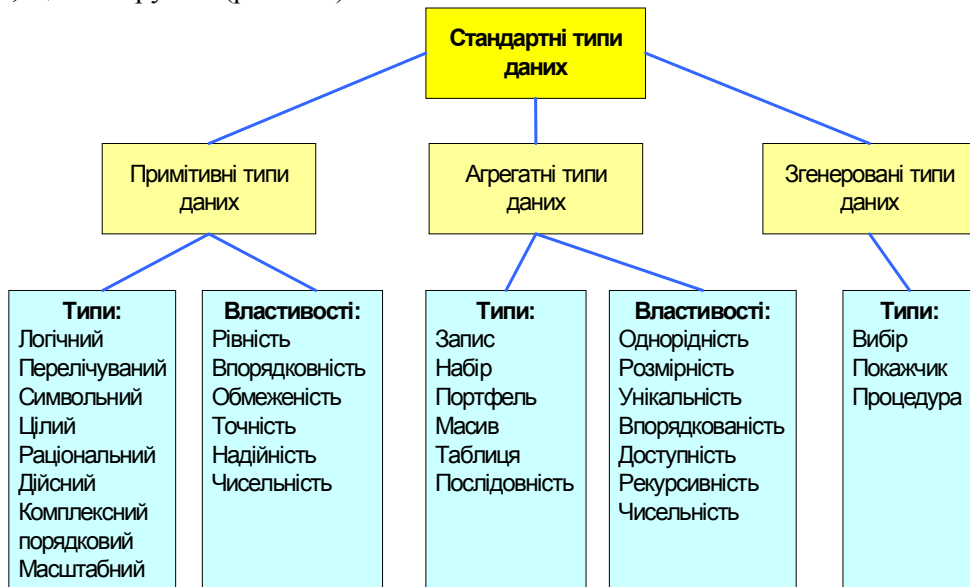 Стандартні типи
даних
Примітивні типи
даних
Агрегатні типи
даних
Згенеровані типи
даних
Типи:
Логічний
Перелічуваний
Символьний
Цілий
Раціональний
Дійсний
Комплексний
порядковий
Масштабний
Властивості:
Рівність
Впорядковність
Обмеженість
Точність
Надійність
Чисельність
Типи:
Запис
Набір
Портфель
Масив
Таблиця
Послідовність
Властивості:
Однорідність
Розмірність
Унікальність
Впорядкованість
Доступність
Рекурсивність
Чисельність
Типи:
Вибір
Покажчик
Процедура